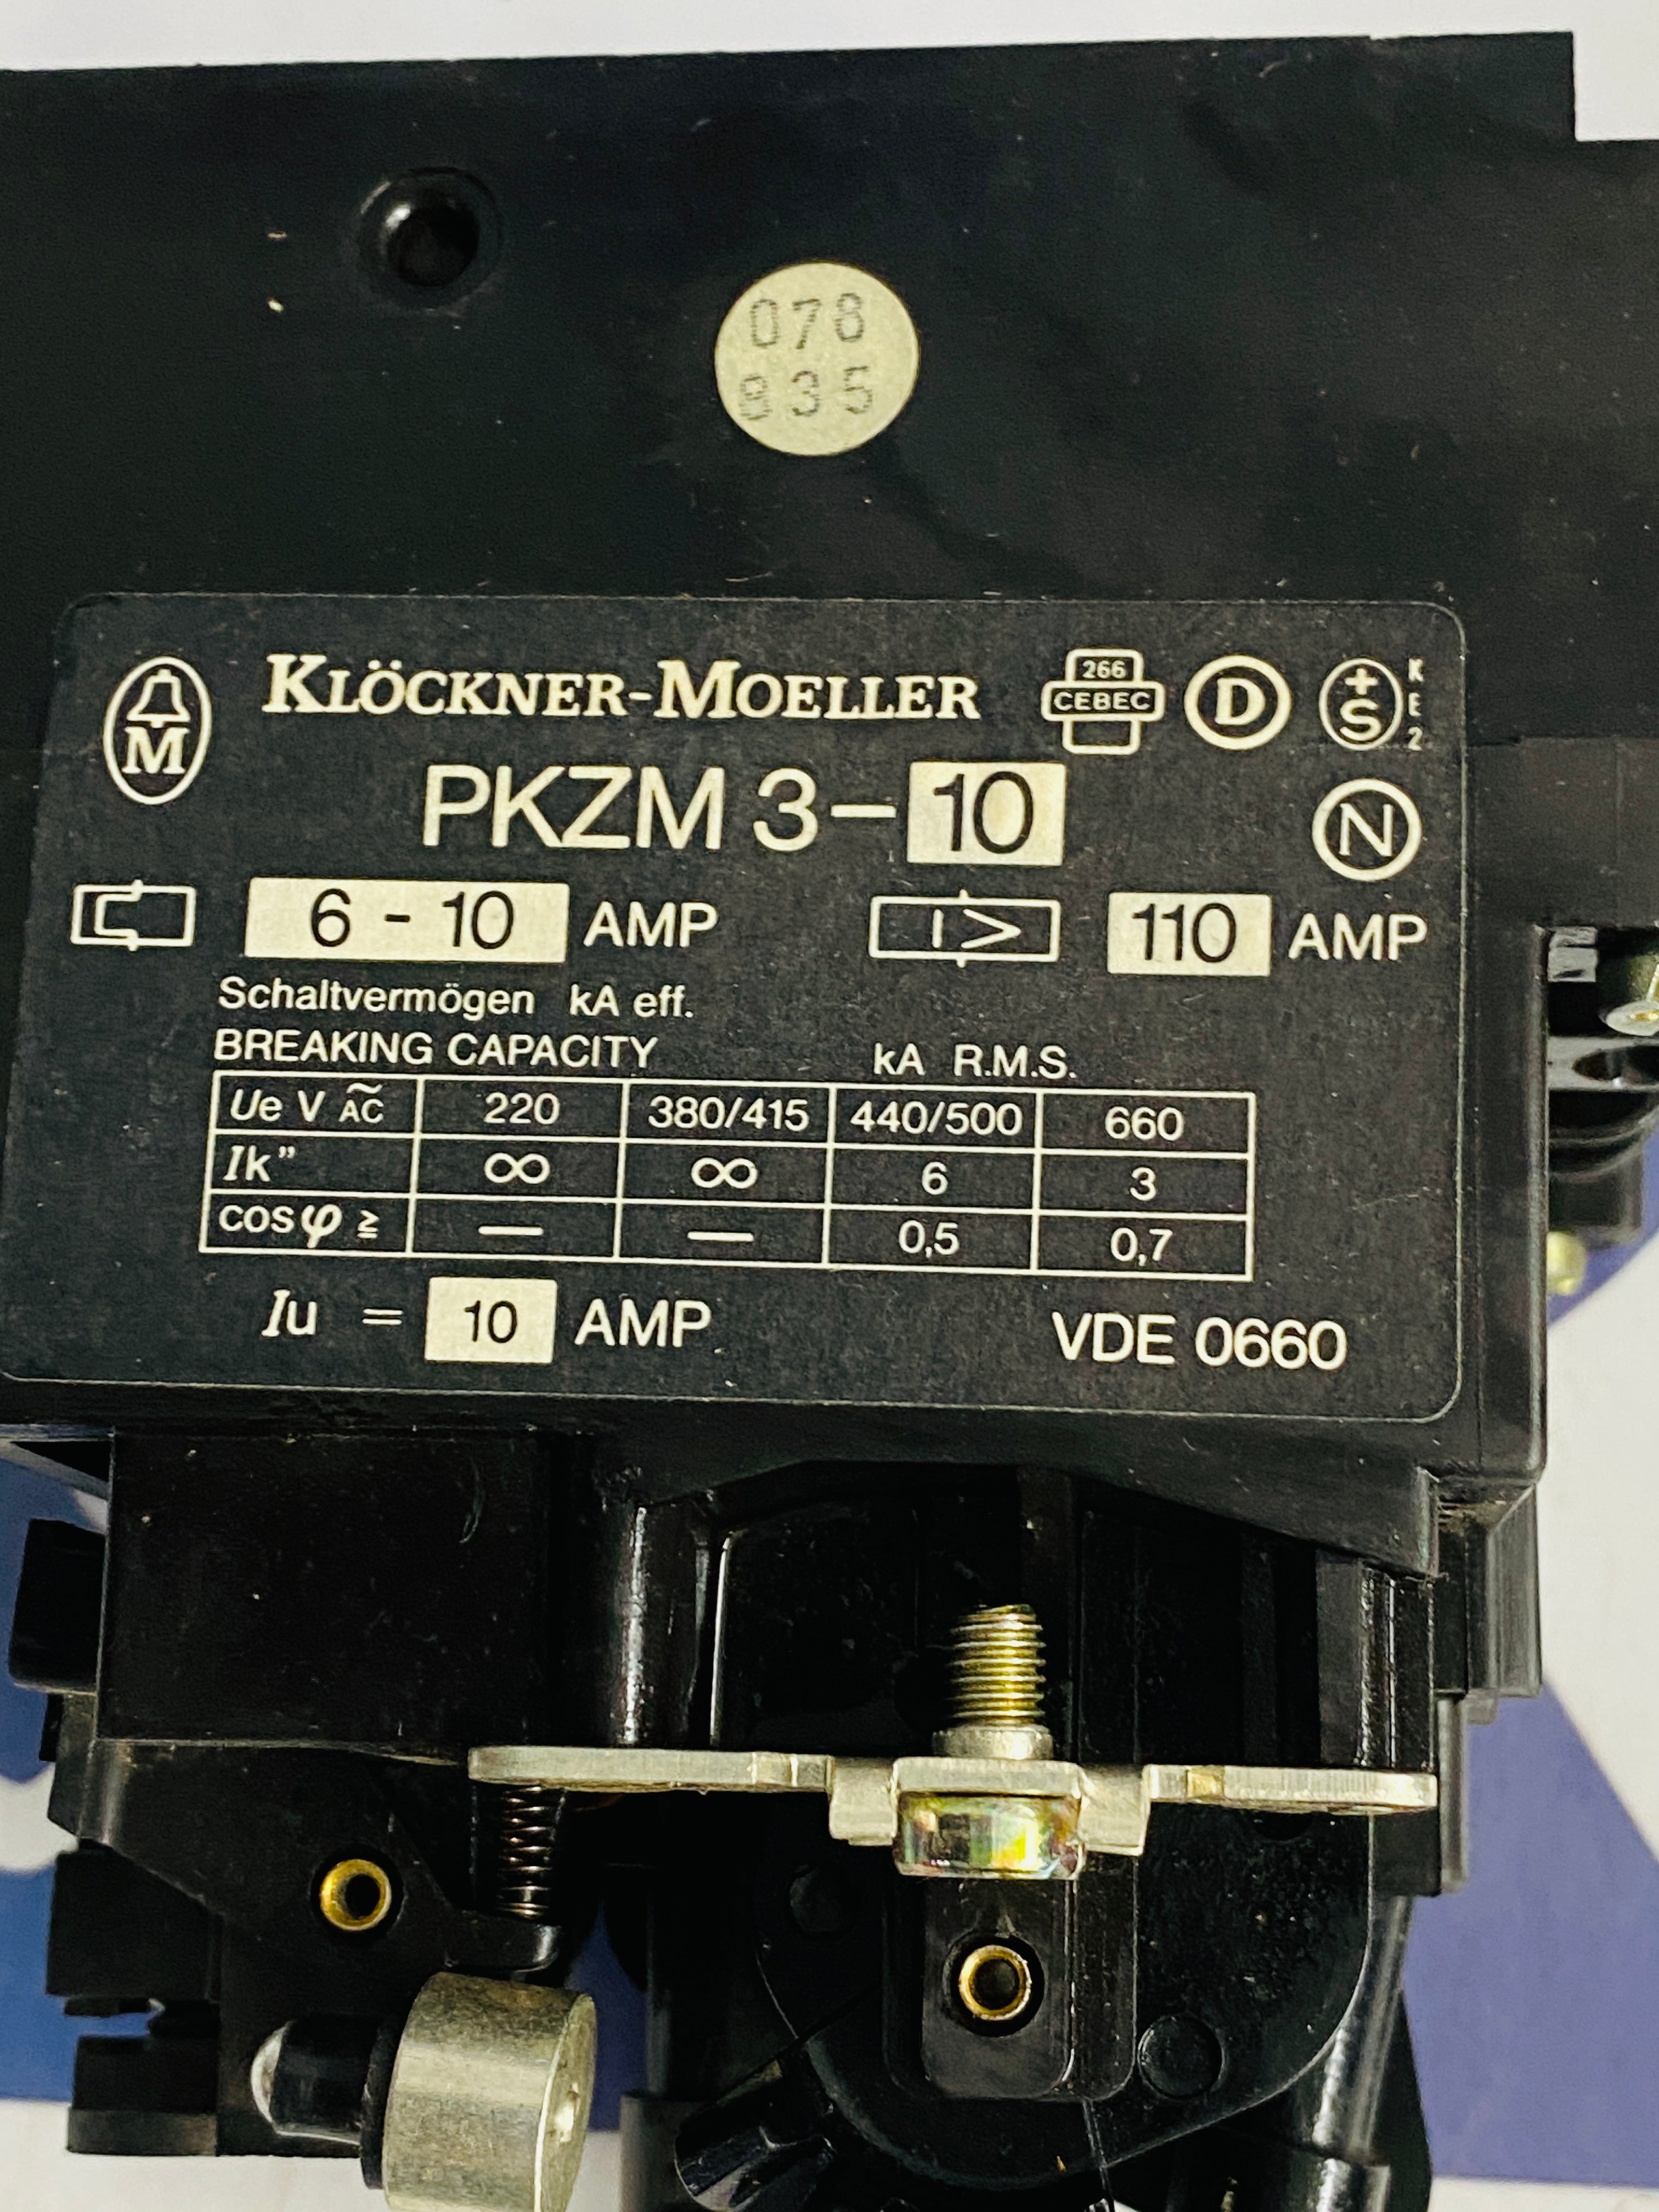 078
835
KLÖCKNER-MOELLER
M
266
CEBEC
D
+
S
KE2
PKZM 3-10
N
6 - 10 AMP
I> 110 AMP
Schaltvermögen kA eff.
BREAKING CAPACITY kA R.M.S.
Ue V ~ AC 220 380/415 440/500 660
Ik" ∞ ∞ 6 3
cos φ ≥ — — 0,5 0,7
Iu = 10 AMP VDE 0660